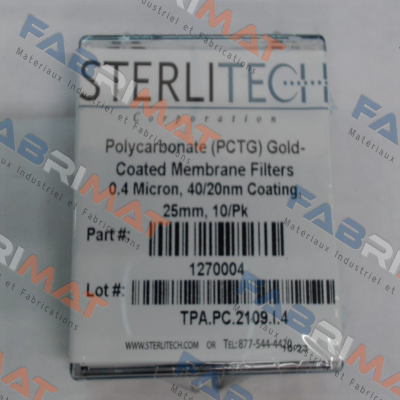 STERLITECH
Corporation
Polycarbonate (PCTG) Gold-
Coated Membrane Filters
0.4 Micron, 40/20nm Coating,
25mm, 10/Pk
Part #:
1270004
Lot #:
TPA.PC.2109.I.4
WWW.STERLITECH.COM OR TEL:877-544-4420
FABRIMAT
Materiaux Industriel et Fabrications